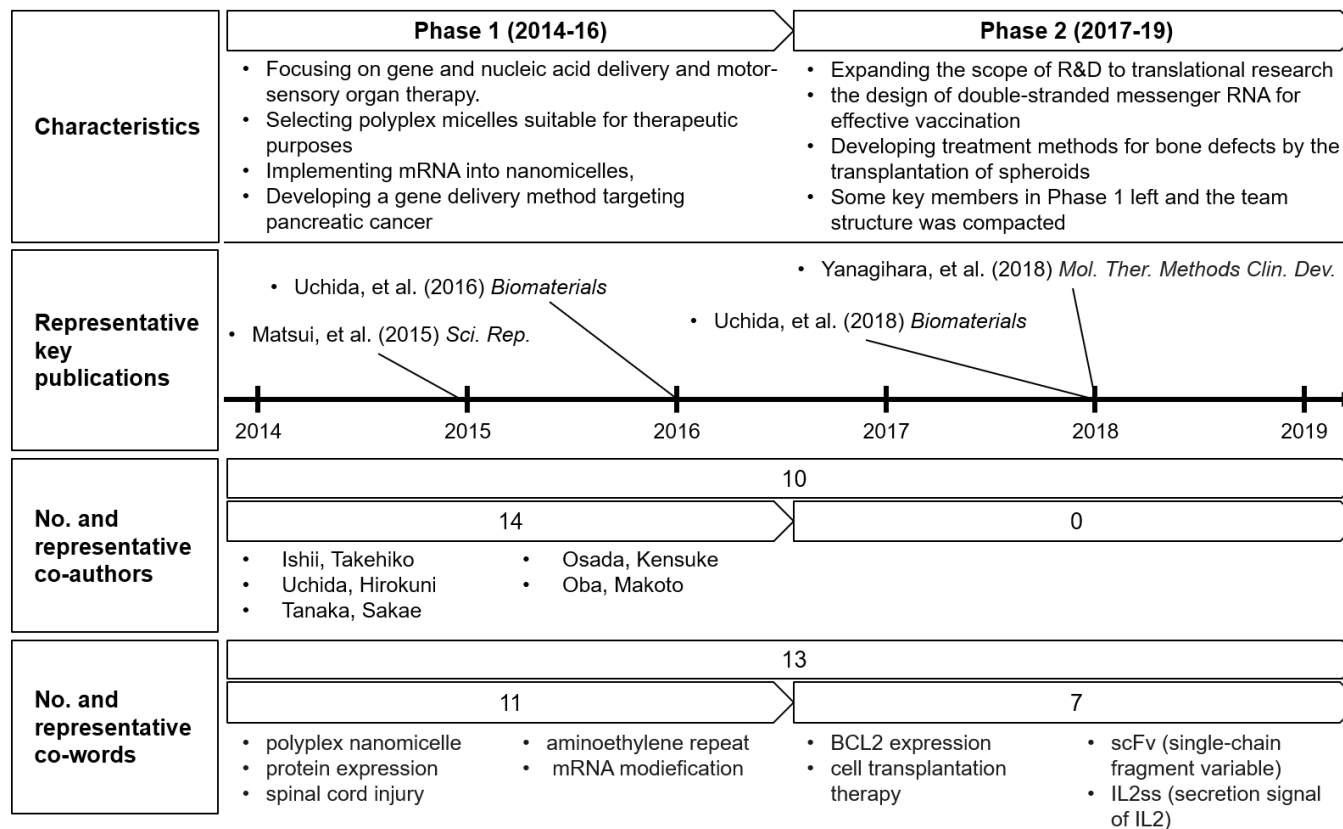 Phase 1 (2014-16)
Phase 2 (2017-19)
Characteristics
• Focusing on gene and nucleic acid delivery and motor-
sensory organ therapy.
• Selecting polyplex micelles suitable for therapeutic
purposes
• Implementing mRNA into nanomicelles,
• Developing a gene delivery method targeting
pancreatic cancer
• Expanding the scope of R&D to translational research
• the design of double-stranded messenger RNA for
effective vaccination
• Developing treatment methods for bone defects by the
transplantation of spheroids
• Some key members in Phase 1 left and the team
structure was compacted
Representative
key
publications
• Yanagihara, et al. (2018) Mol. Ther. Methods Clin. Dev.
• Uchida, et al. (2016) Biomaterials
• Uchida, et al. (2018) Biomaterials
• Matsui, et al. (2015) Sci. Rep.
2014
2015
2016
2017
2018
2019
No. and
representative
co-authors
10
14
0
• Ishii, Takehiko
• Uchida, Hirokuni
• Tanaka, Sakae
• Osada, Kensuke
• Oba, Makoto
No. and
representative
co-words
13
11
7
• polyplex nanomicelle
• protein expression
• spinal cord injury
• aminoethylene repeat
• mRNA modiefication
• BCL2 expression
• cell transplantation
therapy
• scFv (single-chain
fragment variable)
• IL2ss (secretion signal
of IL2)